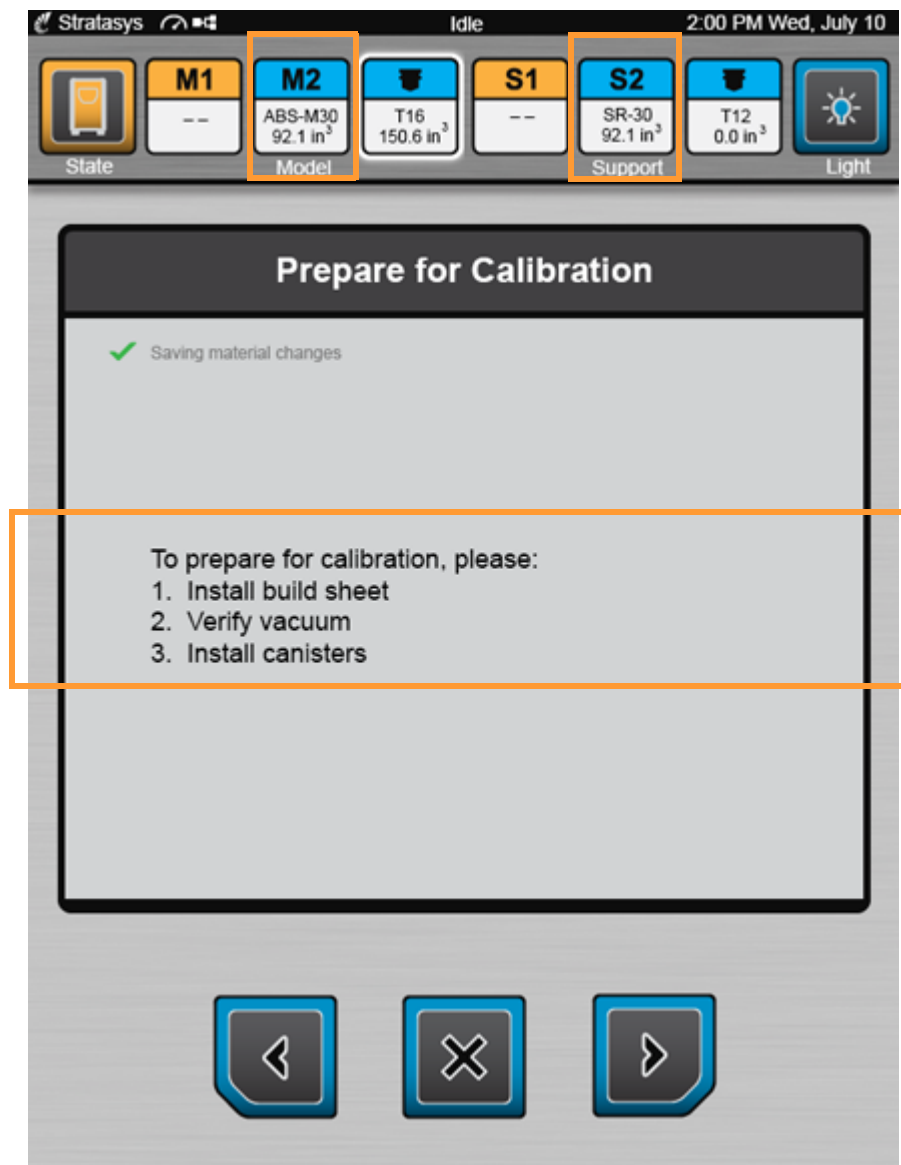 Stratasys
Idle
2:00 PM Wed, July 10
M1
--
M2
ABS-M30
92.1 in³
T16
150.6 in³
S1
--
S2
SR-30
92.1 in³
T12
0.0 in³
State
Model
Support
Light
Prepare for Calibration
Saving material changes
To prepare for calibration, please:
1. Install build sheet
2. Verify vacuum
3. Install canisters